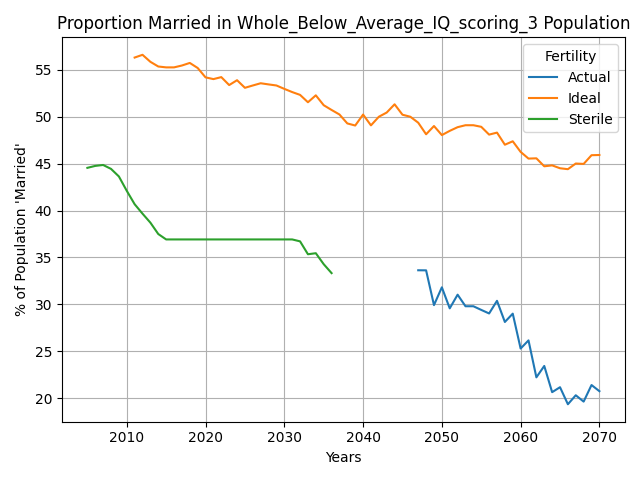 Proportion Married in Whole_Below_Average_IQ_scoring_3 Population
Fertility
Actual
Ideal
Sterile
% of Population 'Married'
55
50
45
40
35
30
25
20
2010 2020 2030 2040 2050 2060 2070
Years